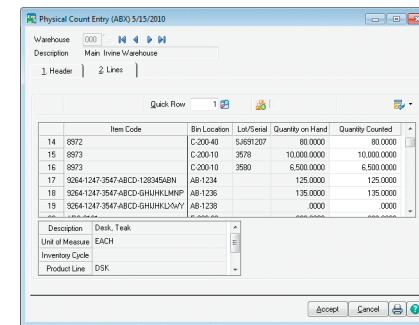 Physical Count Entry (ABX) 5/15/2010
Warehouse 000
Description Main Irvine Warehouse
1. Header 2. Lines
Quick Row 1
Item Code Bin Location Lot/Serial Quantity on Hand Quantity Counted
14 8972 C-200-40 SJ691207 80.0000 80.0000
15 8973 C-200-10 3578 10,000.0000 10,000.0000
16 8973 C-200-10 3580 6,500.0000 6,500.0000
17 9264-1247-3547-ABCD-128345ABN AB-1234 125.0000 125.0000
18 9264-1247-3547-ABCD-GHIJHKLMNP AB-1236 135.0000 135.0000
19 9264-1247-3547-ABCD-GHIJHKLXWY AB-1238 .0000 .0000
Description Desk, Teak
Unit of Measure EACH
Inventory Cycle
Product Line DSK
Accept Cancel